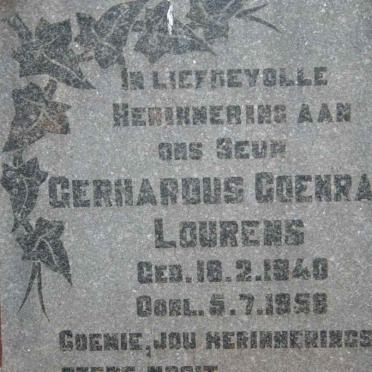 IN LIEFDEVOLLE
HERINNERING AAN
ONS SEUN
GERHARDUS COENRA
LOURENS
GEB. 18.2.1940
OORL. 5.7.1958
COENIE, JOU HERINNERINGS